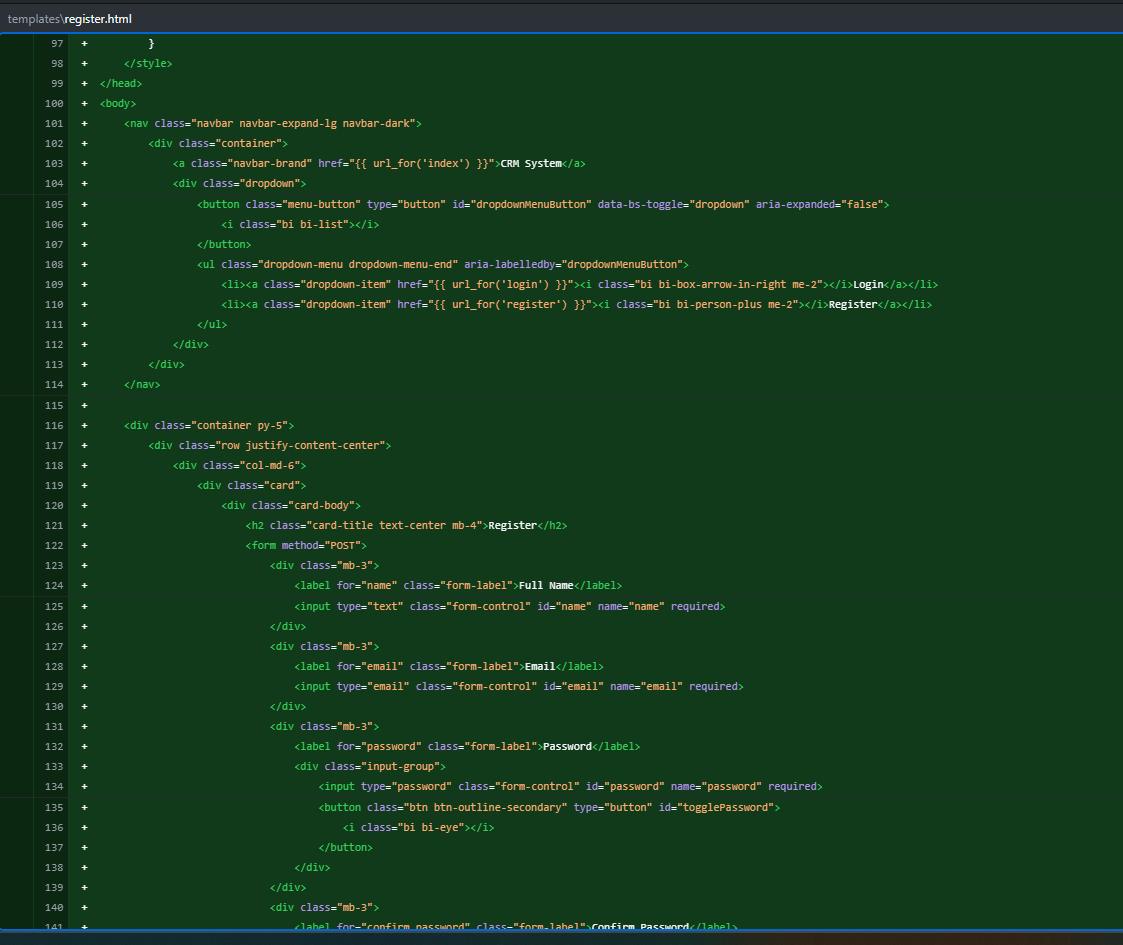 templates\register.html
97 + }
98 + </style>
99 + </head>
100 + <body>
101 + <nav class="navbar navbar-expand-lg navbar-dark">
102 + <div class="container">
103 + <a class="navbar-brand" href="{{ url_for('index') }}">CRM System</a>
104 + <div class="dropdown">
105 + <button class="menu-button" type="button" id="dropdownMenuButton" data-bs-toggle="dropdown" aria-expanded="false">
106 + <i class="bi bi-list"></i>
107 + </button>
108 + <ul class="dropdown-menu dropdown-menu-end" aria-labelledby="dropdownMenuButton">
109 + <li><a class="dropdown-item" href="{{ url_for('login') }}"><i class="bi bi-box-arrow-in-right me-2"></i>Login</a></li>
110 + <li><a class="dropdown-item" href="{{ url_for('register') }}"><i class="bi bi-person-plus me-2"></i>Register</a></li>
111 + </ul>
112 + </div>
113 + </div>
114 + </nav>
115 +
116 + <div class="container py-5">
117 + <div class="row justify-content-center">
118 + <div class="col-md-6">
119 + <div class="card">
120 + <div class="card-body">
121 + <h2 class="card-title text-center mb-4">Register</h2>
122 + <form method="POST">
123 + <div class="mb-3">
124 + <label for="name" class="form-label">Full Name</label>
125 + <input type="text" class="form-control" id="name" name="name" required>
126 + </div>
127 + <div class="mb-3">
128 + <label for="email" class="form-label">Email</label>
129 + <input type="email" class="form-control" id="email" name="email" required>
130 + </div>
131 + <div class="mb-3">
132 + <label for="password" class="form-label">Password</label>
133 + <div class="input-group">
134 + <input type="password" class="form-control" id="password" name="password" required>
135 + <button class="btn btn-outline-secondary" type="button" id="togglePassword">
136 + <i class="bi bi-eye"></i>
137 + </button>
138 + </div>
139 + </div>
140 + <div class="mb-3">
141 + <label for="confirm_password" class="form-label">Confirm Password</label>